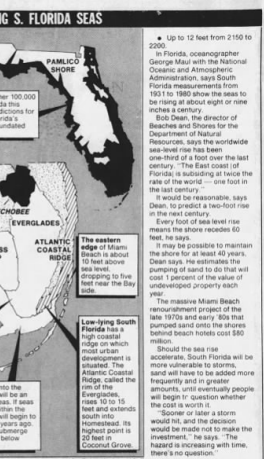 G S. FLORIDA SEAS
PAMLICO
SHORE
er 100,000
da this
dictions for
rida's
undated
CHOBEE
EVERGLADES
ATLANTIC
COASTAL
RIDGE
The eastern
edge of Miami
Beach is about
10 feet above
sea level,
dropping to five
feet near the Bay
side.
Low-lying South
Florida has a
high coastal
ridge on which
most urban
development is
situated. The
Atlantic Coastal
Ridge, called the
rim of the
Everglades,
rises 10 to 15
feet and extends
south into
Homestead. Its
highest point is
20 feet in
Coconut Grove.
nto the
will be an
as. If seas
thin the
will begin to
years ago.
ubmerge
below
• Up to 12 feet from 2150 to
2200.
In Florida, oceanographer
George Maul with the National
Oceanic and Atmospheric
Administration, says South
Florida measurements from
1931 to 1980 show the seas to
be rising at about eight or nine
inches a century.
Bob Dean, the director of
Beaches and Shores for the
Department of Natural
Resources, says the worldwide
sea-level rise has been
one-third of a foot over the last
century. "The east coast (of
Florida) is subsiding at twice the
rate of the world — one foot in
the last century."
It would be reasonable, says
Dean, to predict a two-foot rise
in the next century.
Every foot of sea level rise
means the shore recedes 60
feet, he says.
It may be possible to maintain
the shore for at least 40 years,
Dean says. He estimates the
pumping of sand to do that will
cost 1 percent of the value of
undeveloped property each
year.
The massive Miami Beach
renourishment project of the
late 1970s and early '80s that
pumped sand onto the shores
behind beach hotels cost $80
million.
Should the sea rise
accelerate, South Florida will be
more vulnerable to storms,
sand will have to be added more
frequently and in greater
amounts, until eventually people
will begin to question whether
the cost is worth it.
"Sooner or later a storm
would hit, and the decision
would be made not to make the
investment," he says. "The
hazard is increasing with time,
there's no question."